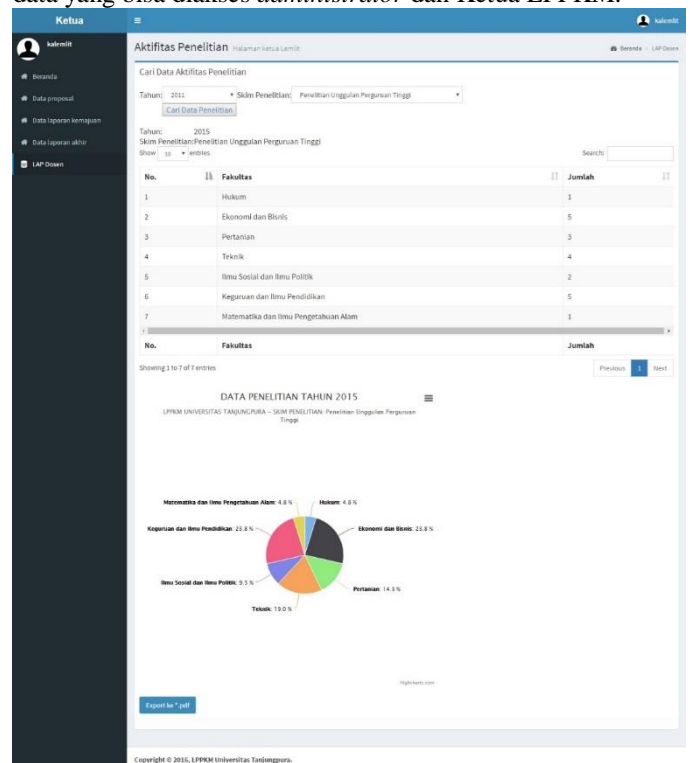 data yang bisa diakses administrator dan Ketua LPPKM.
Ketua
kalemlit
kalemlit
Beranda
Data proposal
Data laporan kemajuan
Data laporan akhir
LAP Dosen
Aktifitas Penelitian Halaman ketua Lemlit
Beranda > LAP Dosen
Cari Data Aktifitas Penelitian
Tahun: 2011 Skim Penelitian: Penelitian Unggulan Perguruan Tinggi
Cari Data Penelitian
Tahun: 2015
Skim Penelitian:Penelitian Unggulan Perguruan Tinggi
Show 10 entries Search:
No. Fakultas Jumlah
1 Hukum 1
2 Ekonomi dan Bisnis 5
3 Pertanian 3
4 Teknik 4
5 Ilmu Sosial dan Ilmu Politik 2
6 Keguruan dan Ilmu Pendidikan 5
7 Matematika dan Ilmu Pengetahuan Alam 1
No. Fakultas Jumlah
Showing 1 to 7 of 7 entries Previous 1 Next
DATA PENELITIAN TAHUN 2015
LPPKM UNIVERSITAS TANJUNGPURA – SKIM PENELITIAN: Penelitian Unggulan Perguruan
Tinggi
Matematika dan Ilmu Pengetahuan Alam: 4.8 % Hukum: 4.8 %
Keguruan dan Ilmu Pendidikan: 23.8 % Ekonomi dan Bisnis: 23.8 %
Ilmu Sosial dan Ilmu Politik: 9.5 % Pertanian: 14.3 %
Teknik: 19.0 %
Highcharts.com
Export ke *.pdf
Copyright © 2016, LPPKM Universitas Tanjungpura.